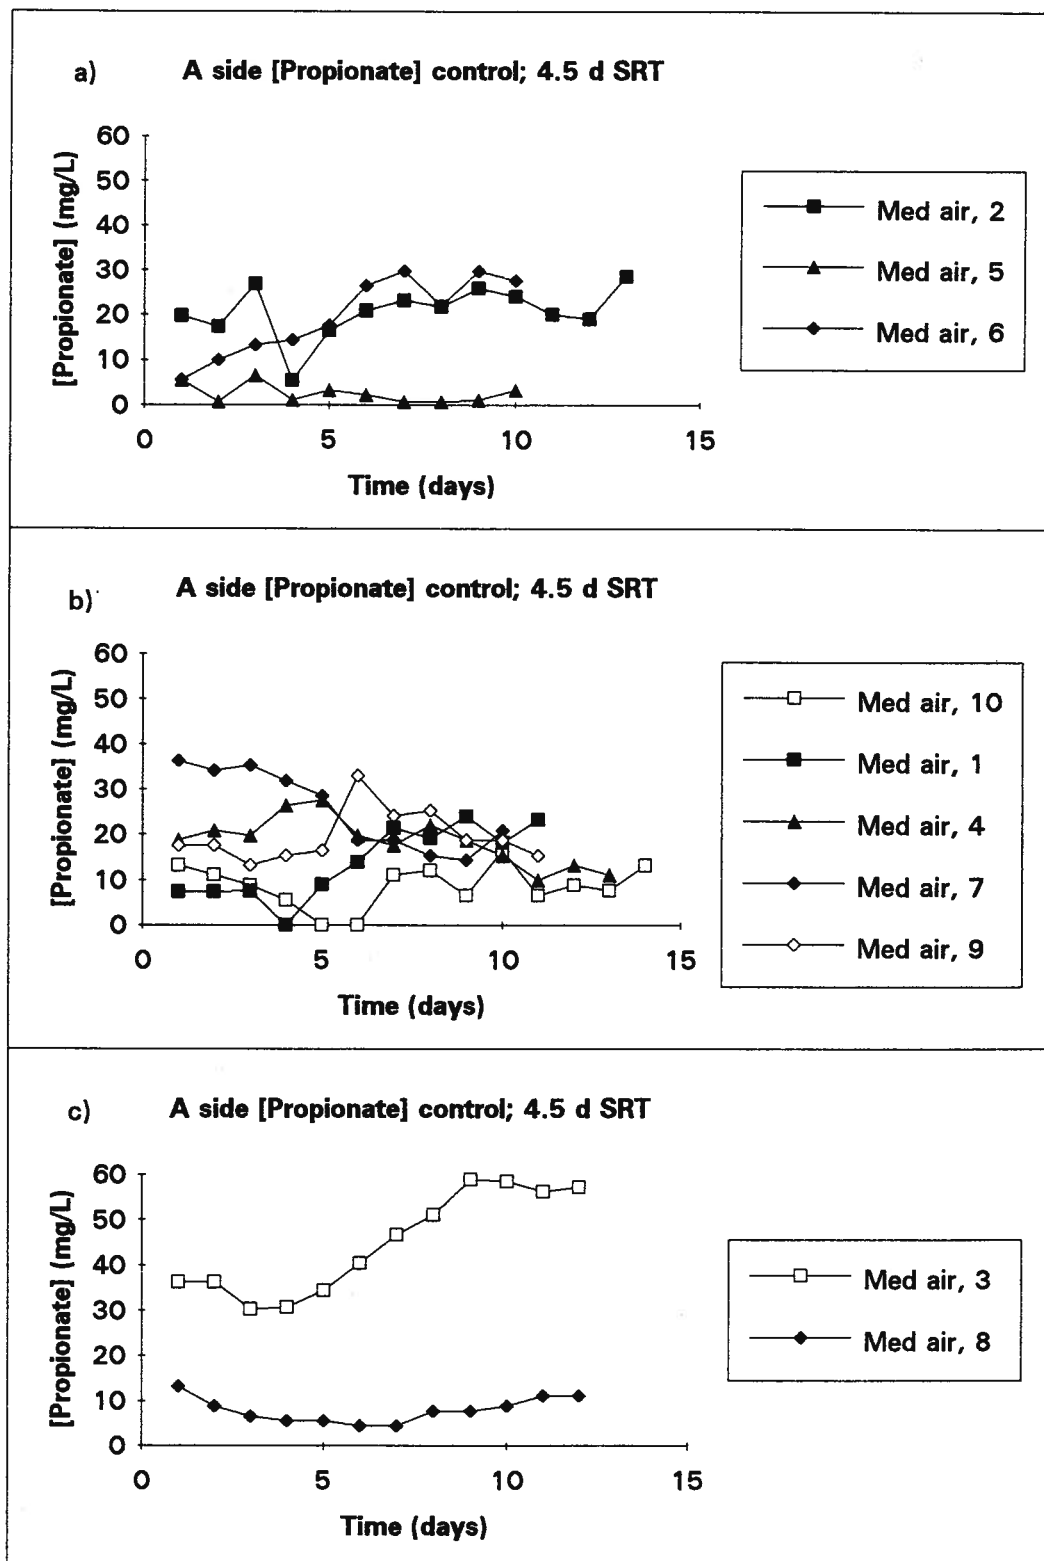 a) A side [Propionate] control; 4.5 d SRT
[Propionate] (mg/L)
60
50
40
30
20
10
0
0 5 10 15
Time (days)
Med air, 2
Med air, 5
Med air, 6
b) A side [Propionate] control; 4.5 d SRT
[Propionate] (mg/L)
60
50
40
30
20
10
0
0 5 10 15
Time (days)
Med air, 10
Med air, 1
Med air, 4
Med air, 7
Med air, 9
c) A side [Propionate] control; 4.5 d SRT
[Propionate] (mg/L)
60
50
40
30
20
10
0
0 5 10 15
Time (days)
Med air, 3
Med air, 8